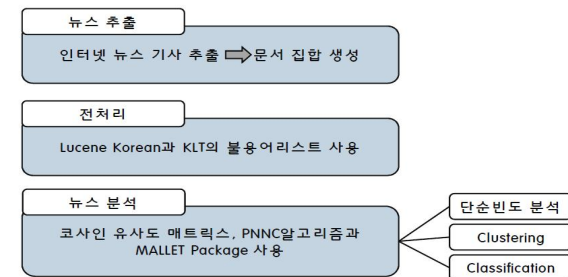 뉴스 추출
인터넷 뉴스 기사 추출 문서 집합 생성
전처리
Lucene Korean과 KLT의 불용어리스트 사용
뉴스 분석
코사인 유사도 매트릭스, PNNC알고리즘과
MALLET Package 사용
단순빈도 분석
Clustering
Classification